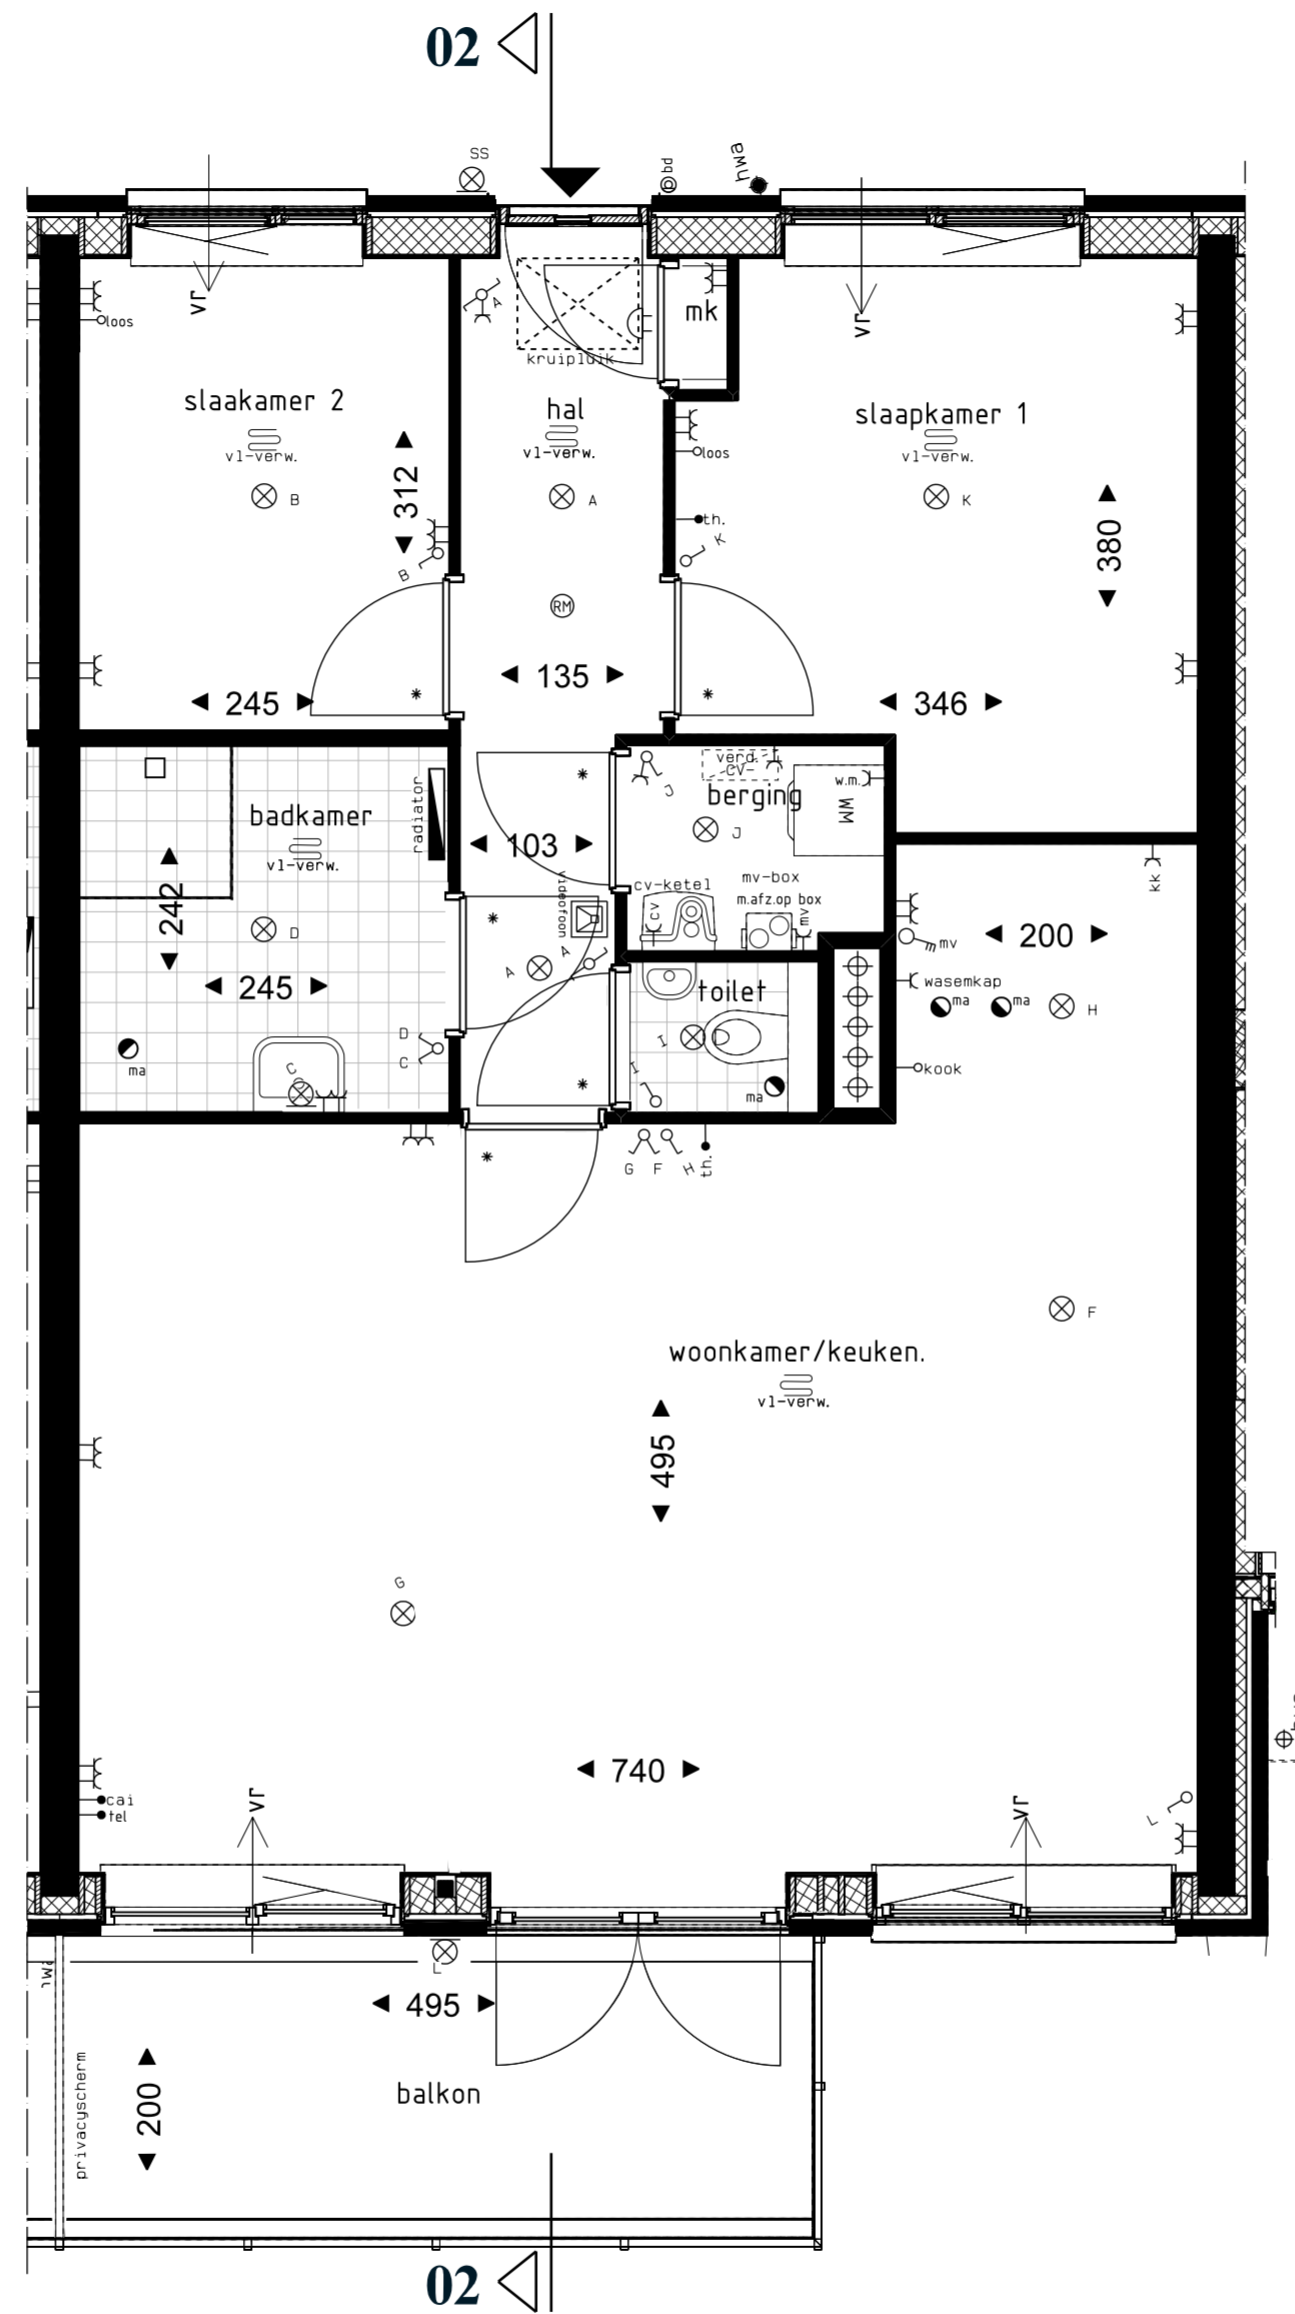 02
SS
bd
hwa
vr
loos
A
kruipluik
mk
vr
slaakamer 2
vl-verw.
B
312
B
245
hal
vl-verw.
A
RM
135
slaapkamer 1
vl-verw.
K
loos
th.
K
380
346
badkamer
vl-verw.
radiator
242
D
245
D
C
C
ma
103
videofoon
A
A
verd.
CV-
J
berging
J
w.m.
WM
cv-ketel
cv
mv-box
m.afz.op box
mv
toilet
I
I
ma
kk
200
mv
wasemkap
ma
ma
H
kook
G
F
H
th.
F
woonkamer/keuken.
vl-verw.
495
G
740
cai
tel
vr
vr
L
L
495
200
balkon
privacyscherm
02